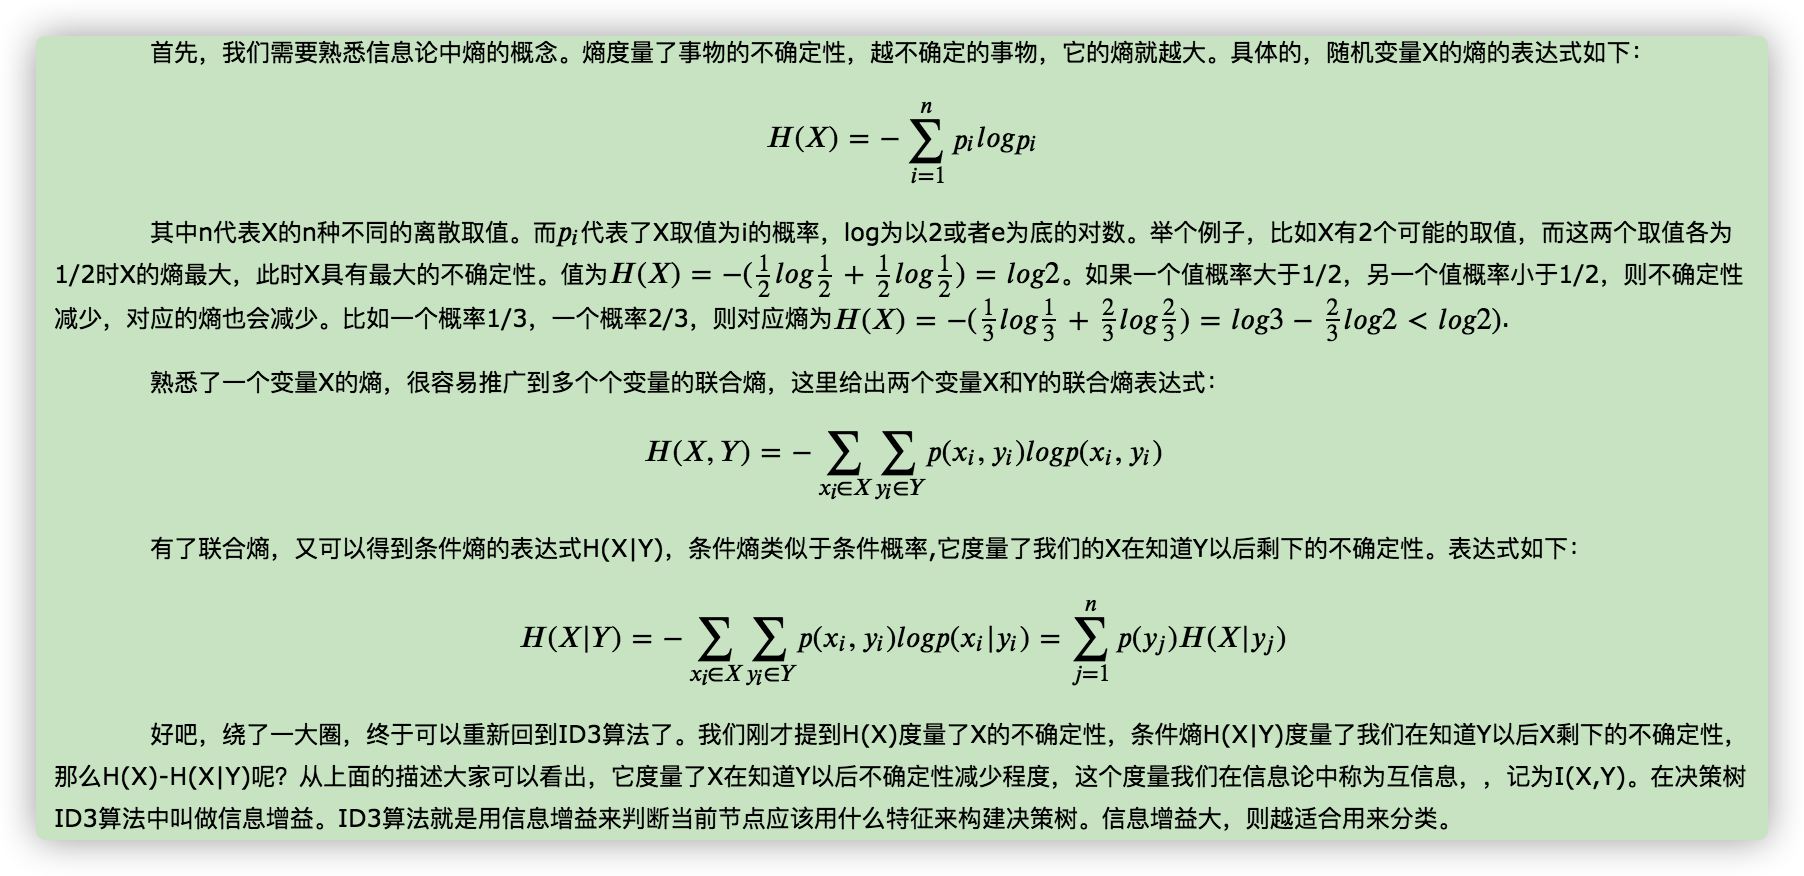 首先，我们需要熟悉信息论中熵的概念。熵度量了事物的不确定性，越不确定的事物，它的熵就越大。具体的，随机变量X的熵的表达式如下：
$H(X) = -\sum_{i=1}^{n} p_i log p_i$
其中n代表X的n种不同的离散取值。而$p_i$代表了X取值为i的概率，log为以2或者e为底的对数。举个例子，比如X有2个可能的取值，而这两个取值各为
1/2时X的熵最大，此时X具有最大的不确定性。值为$H(X) = -(\frac{1}{2}log\frac{1}{2} + \frac{1}{2}log\frac{1}{2}) = log2$。如果一个值概率大于1/2，另一个值概率小于1/2，则不确定性
减少，对应的熵也会减少。比如一个概率1/3，一个概率2/3，则对应熵为$H(X) = -(\frac{1}{3}log\frac{1}{3} + \frac{2}{3}log\frac{2}{3}) = log3 - \frac{2}{3}log2 < log2)$.
熟悉了一个变量X的熵，很容易推广到多个个变量的联合熵，这里给出两个变量X和Y的联合熵表达式：
$H(X, Y) = -\sum_{x_i \in X}\sum_{y_i \in Y} p(x_i, y_i)logp(x_i, y_i)$
有了联合熵，又可以得到条件熵的表达式H(X|Y)，条件熵类似于条件概率,它度量了我们的X在知道Y以后剩下的不确定性。表达式如下：
$H(X|Y) = -\sum_{x_i \in X}\sum_{y_i \in Y} p(x_i, y_i)logp(x_i|y_i) = \sum_{j=1}^{n} p(y_j)H(X|y_j)$
好吧，绕了一大圈，终于可以重新回到ID3算法了。我们刚才提到H(X)度量了X的不确定性，条件熵H(X|Y)度量了我们在知道Y以后X剩下的不确定性，
那么H(X)-H(X|Y)呢？从上面的描述大家可以看出，它度量了X在知道Y以后不确定性减少程度，这个度量我们在信息论中称为互信息，，记为I(X,Y)。在决策树
ID3算法中叫做信息增益。ID3算法就是用信息增益来判断当前节点应该用什么特征来构建决策树。信息增益大，则越适合用来分类。